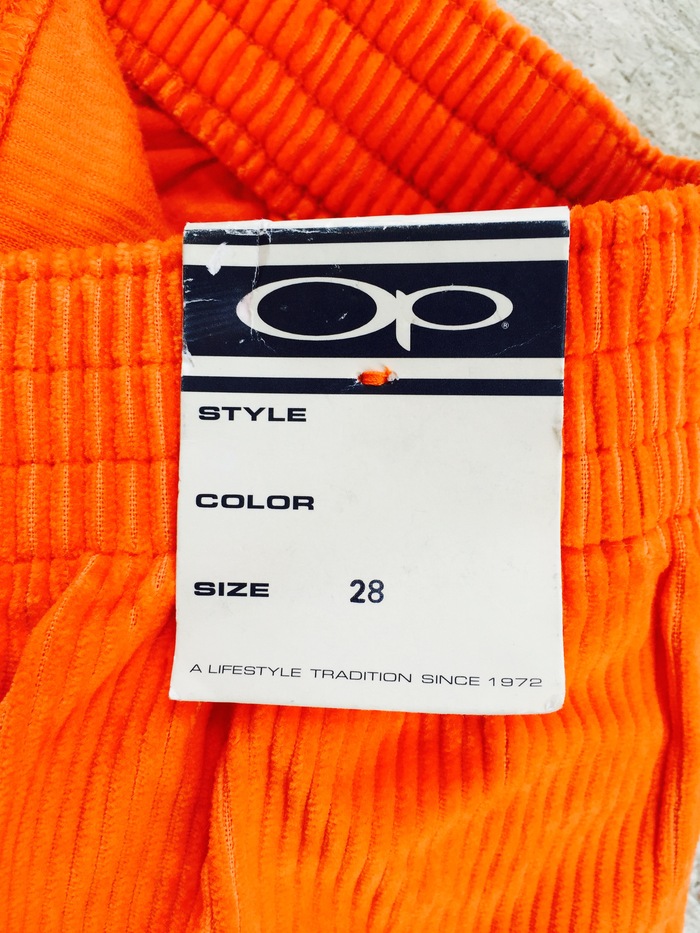 Op®
STYLE
COLOR
SIZE 28
A LIFESTYLE TRADITION SINCE 1972